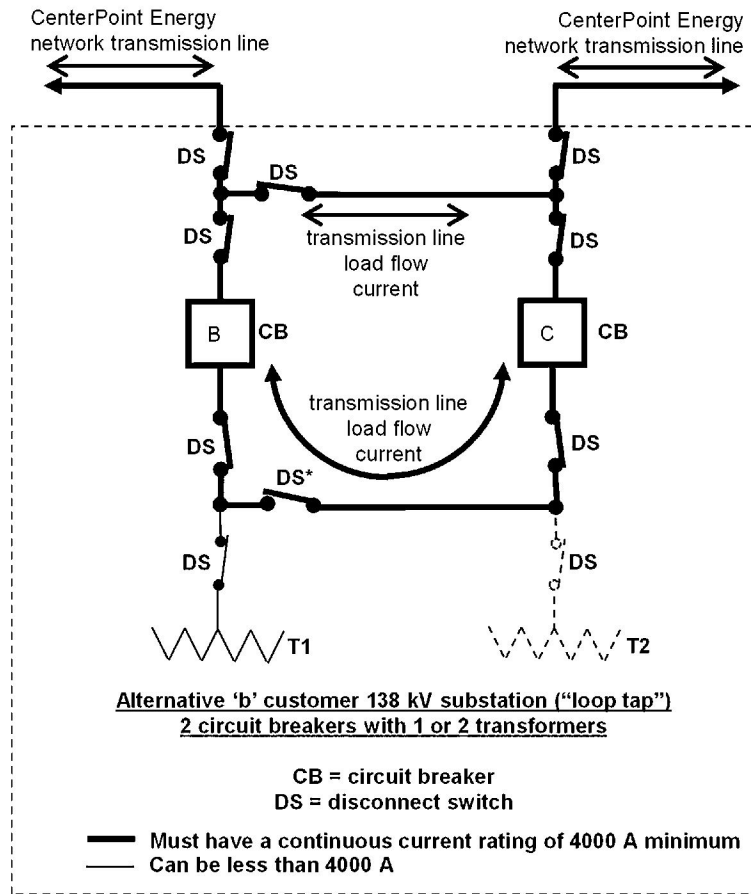 CenterPoint Energy
network transmission line
CenterPoint Energy
network transmission line
DS
DS
DS
transmission line
load flow
current
DS
DS
B
CB
C
CB
transmission line
load flow
current
DS
DS
DS*
DS
DS
T1
T2
Alternative ‘b’ customer 138 kV substation (“loop tap”)
2 circuit breakers with 1 or 2 transformers
CB = circuit breaker
DS = disconnect switch
Must have a continuous current rating of 4000 A minimum
Can be less than 4000 A